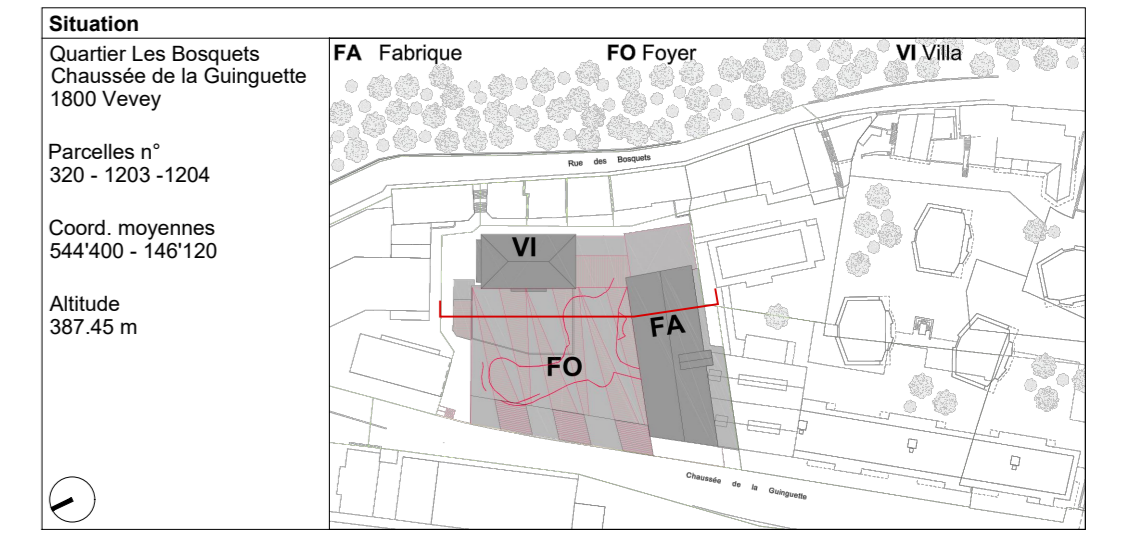 Situation
Quartier Les Bosquets
Chaussée de la Guinguette
1800 Vevey
Parcelles n°
320 - 1203 -1204
Coord. moyennes
544'400 - 146'120
Altitude
387.45 m
FA Fabrique
FO Foyer
VI Villa
Rue des Bosquets
VI
FA
FO
Chaussée de la Guinguette